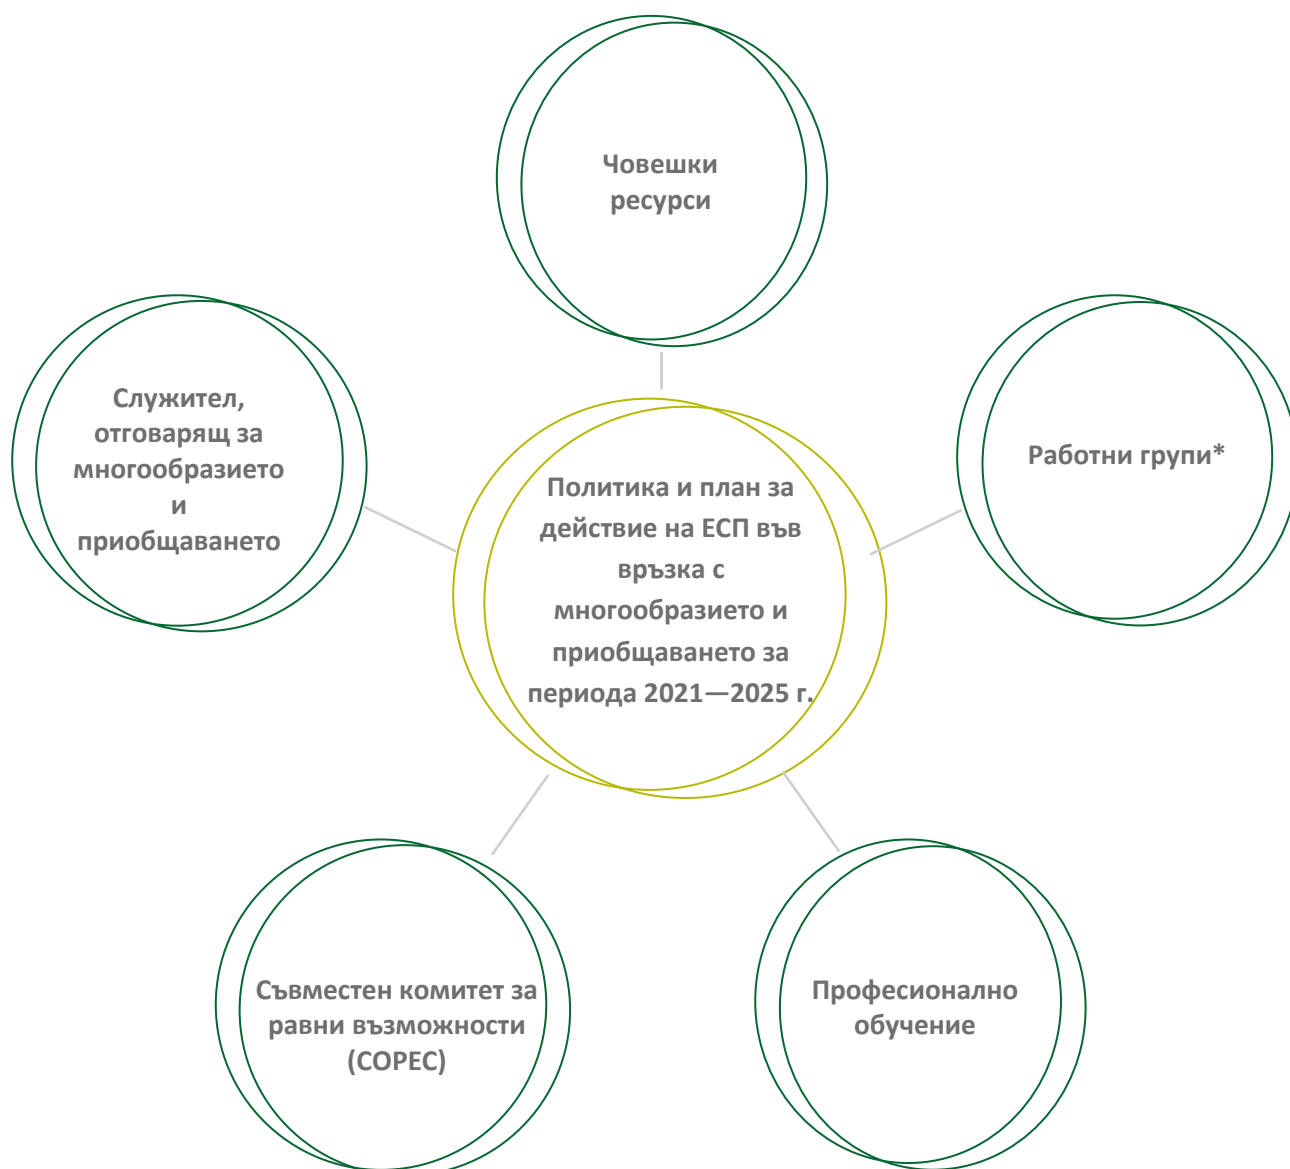 Човешки
ресурси
Служител,
отговарящ за
многообразието
и
приобщаването
Работни групи*
Политика и план за
действие на ЕСП във
връзка с
многообразието и
приобщаването за
периода 2021—2025 г.
Съвместен комитет за
равни възможности
(COPEC)
Професионално
обучение